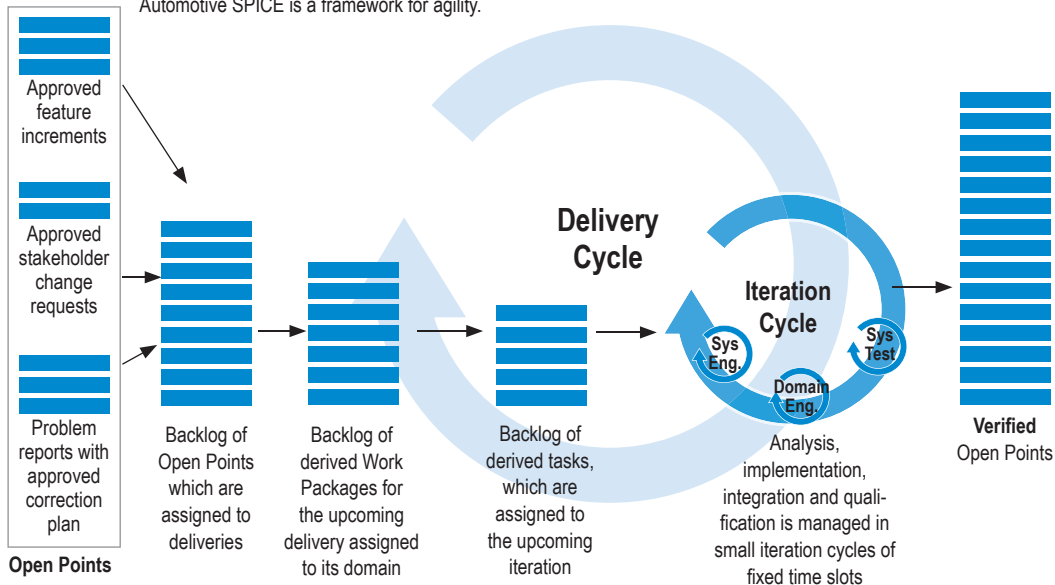 Automotive SPICE is a framework for agility.
Approved
feature
increments
Approved
stakeholder
change
requests
Problem
reports with
approved
correction
plan
Open Points
Backlog of
Open Points
which are
assigned to
deliveries
Backlog of
derived Work
Packages for
the upcoming
delivery assigned
to its domain
Backlog of
derived tasks,
which are
assigned to
the upcoming
iteration
Delivery
Cycle
Iteration
Cycle
Sys
Eng.
Domain
Eng.
Sys
Test
Analysis,
implementation,
integration and quali-
fication is managed in
small iteration cycles of
fixed time slots
Verified
Open Points